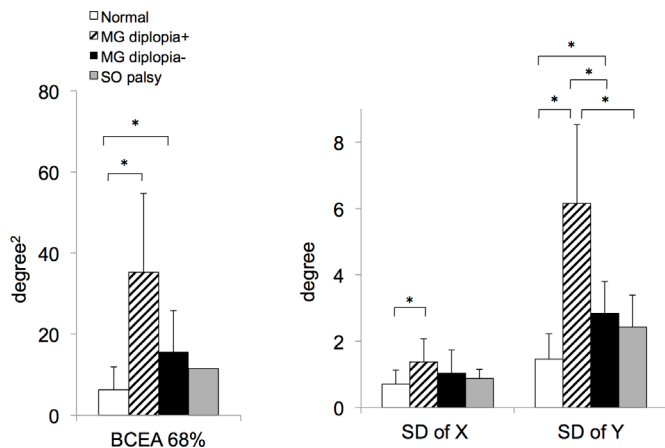 Normal
MG diplopia+
MG diplopia-
SO palsy
80
60
40
20
0
degree²
*
*
BCEA 68%
8
6
4
2
0
degree
*
*
*
*
*
SD of X
SD of Y